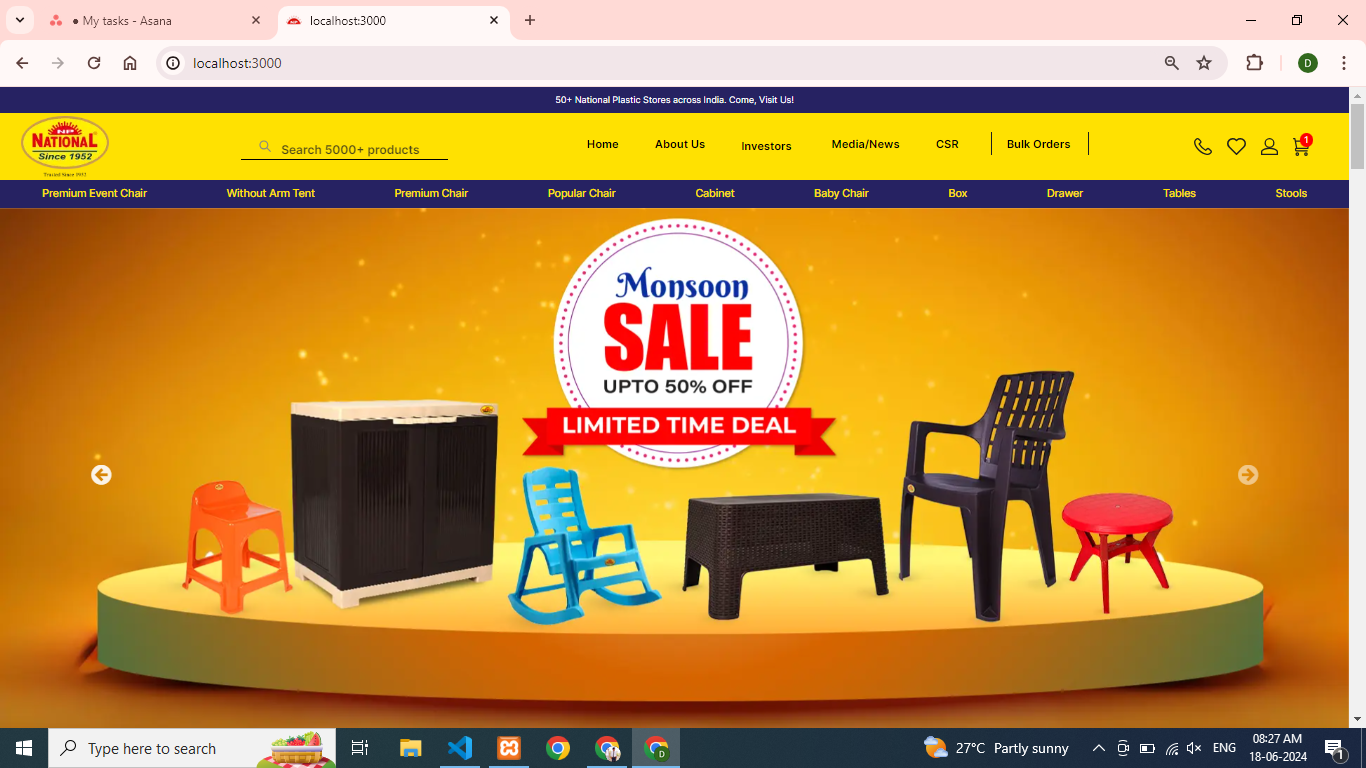 ● My tasks - Asana
localhost:3000
localhost:3000
D
50+ National Plastic Stores across India. Come, Visit Us!
NP
NATIONAL
Since 1952
Trusted Since 1952
Search 5000+ products
Home
About Us
Investors
Media/News
CSR
Bulk Orders
1
Premium Event Chair
Without Arm Tent
Premium Chair
Popular Chair
Cabinet
Baby Chair
Box
Drawer
Tables
Stools
Monsoon
SALE
UPTO 50% OFF
LIMITED TIME DEAL
Type here to search
D
27°C Partly sunny
ENG
08:27 AM
18-06-2024
1